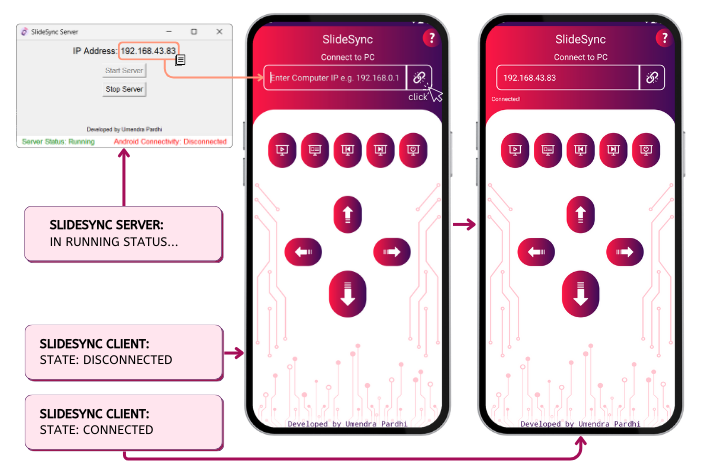 SlideSync Server
IP Address: 192.168.43.83
Start Server
Stop Server
Developed by Umendra Pardhi
Server Status: Running
Android Connectivity: Disconnected
SLIDESYNC SERVER:
IN RUNNING STATUS...
SLIDESYNC CLIENT:
STATE: DISCONNECTED
SLIDESYNC CLIENT:
STATE: CONNECTED
SlideSync
?
Connect to PC
Enter Computer IP e.g. 192.168.0.1
click
Developed by Umendra Pardhi
SlideSync
?
Connect to PC
192.168.43.83
Connected!
Developed by Umendra Pardhi